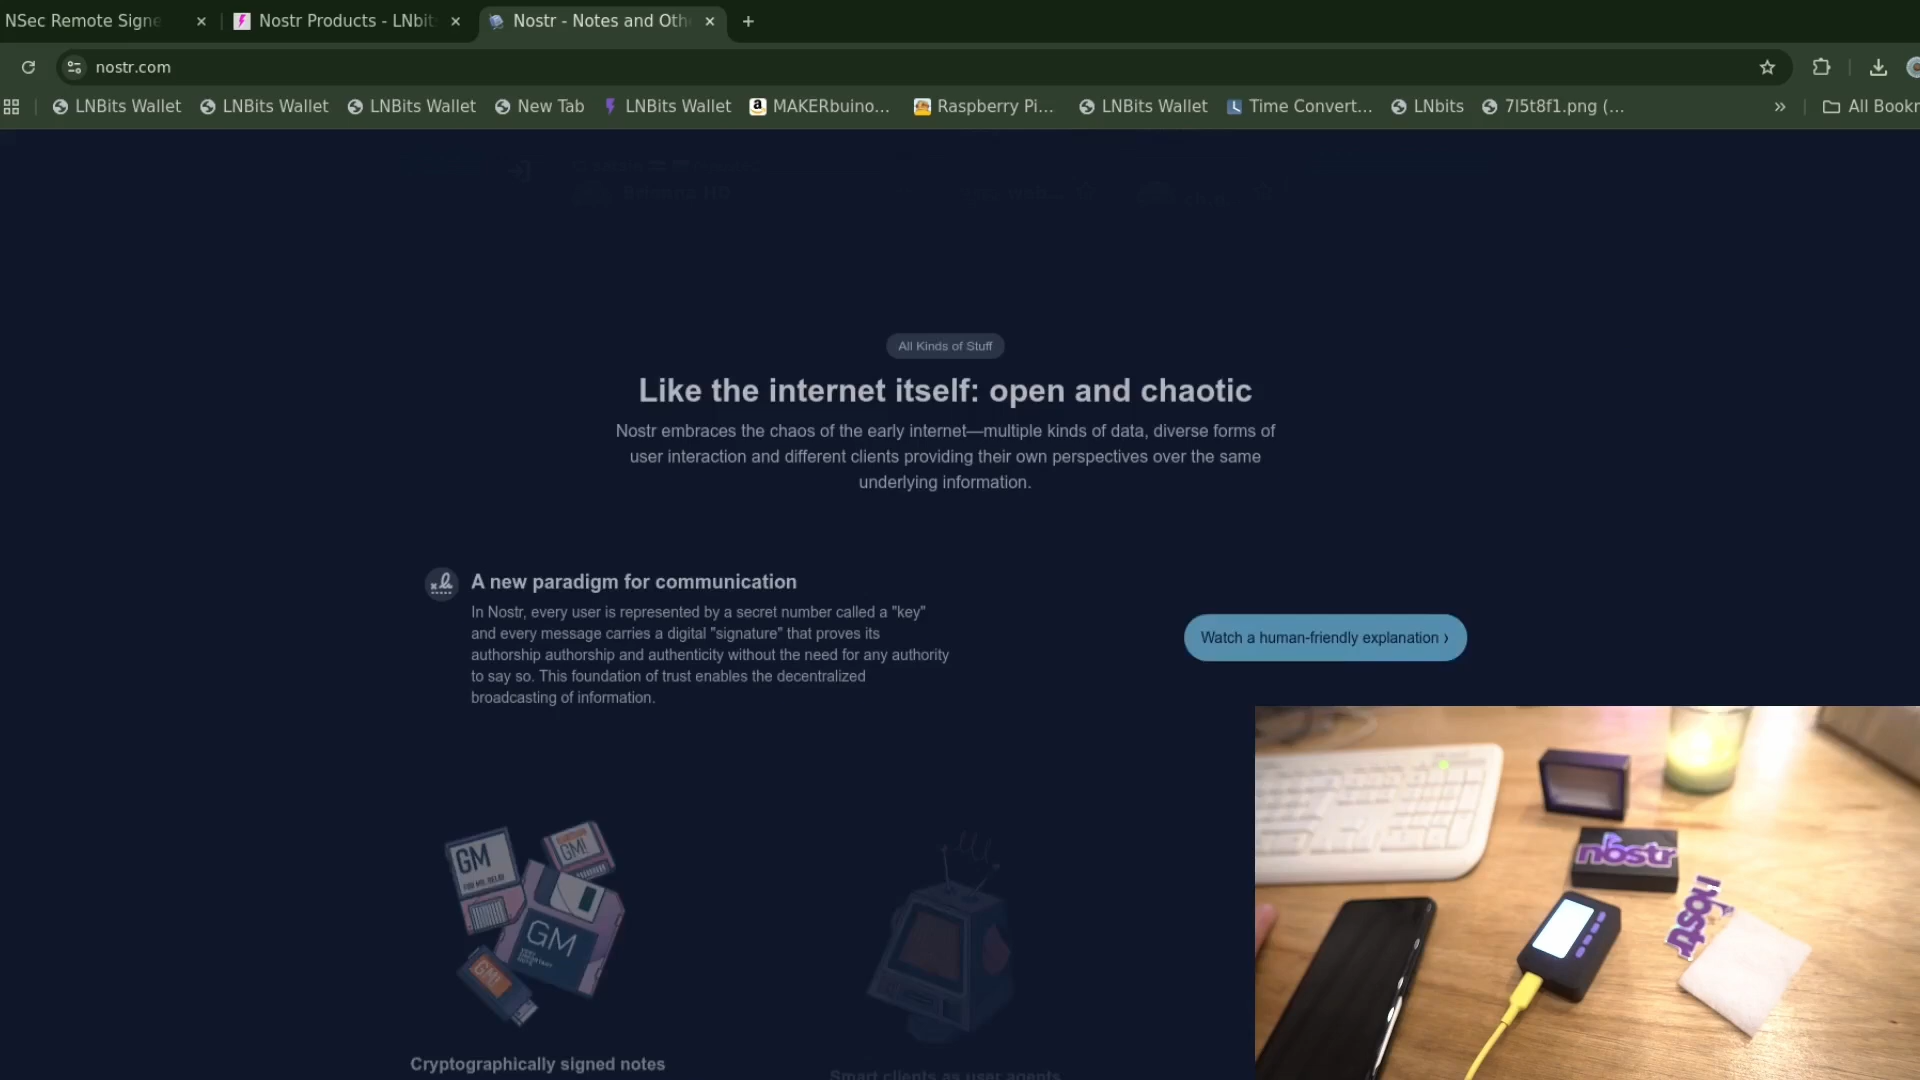 NSec Remote Signe
Nostr Products - LNbit
Nostr - Notes and Oth
nostr.com
LNBits Wallet
LNBits Wallet
LNBits Wallet
New Tab
LNBits Wallet
MAKERbuino...
Raspberry Pi...
LNBits Wallet
Time Convert...
LNbits
7l5t8f1.png (...
»
All Bookr
All Kinds of Stuff
Like the internet itself: open and chaotic
Nostr embraces the chaos of the early internet—multiple kinds of data, diverse forms of
user interaction and different clients providing their own perspectives over the same
underlying information.
A new paradigm for communication
In Nostr, every user is represented by a secret number called a "key"
and every message carries a digital "signature" that proves its
authorship authorship and authenticity without the need for any authority
to say so. This foundation of trust enables the decentralized
broadcasting of information.
Watch a human-friendly explanation ›
GM
GM!
GM
GM!
nostr
nostr
Cryptographically signed notes
Smart clients as user agents